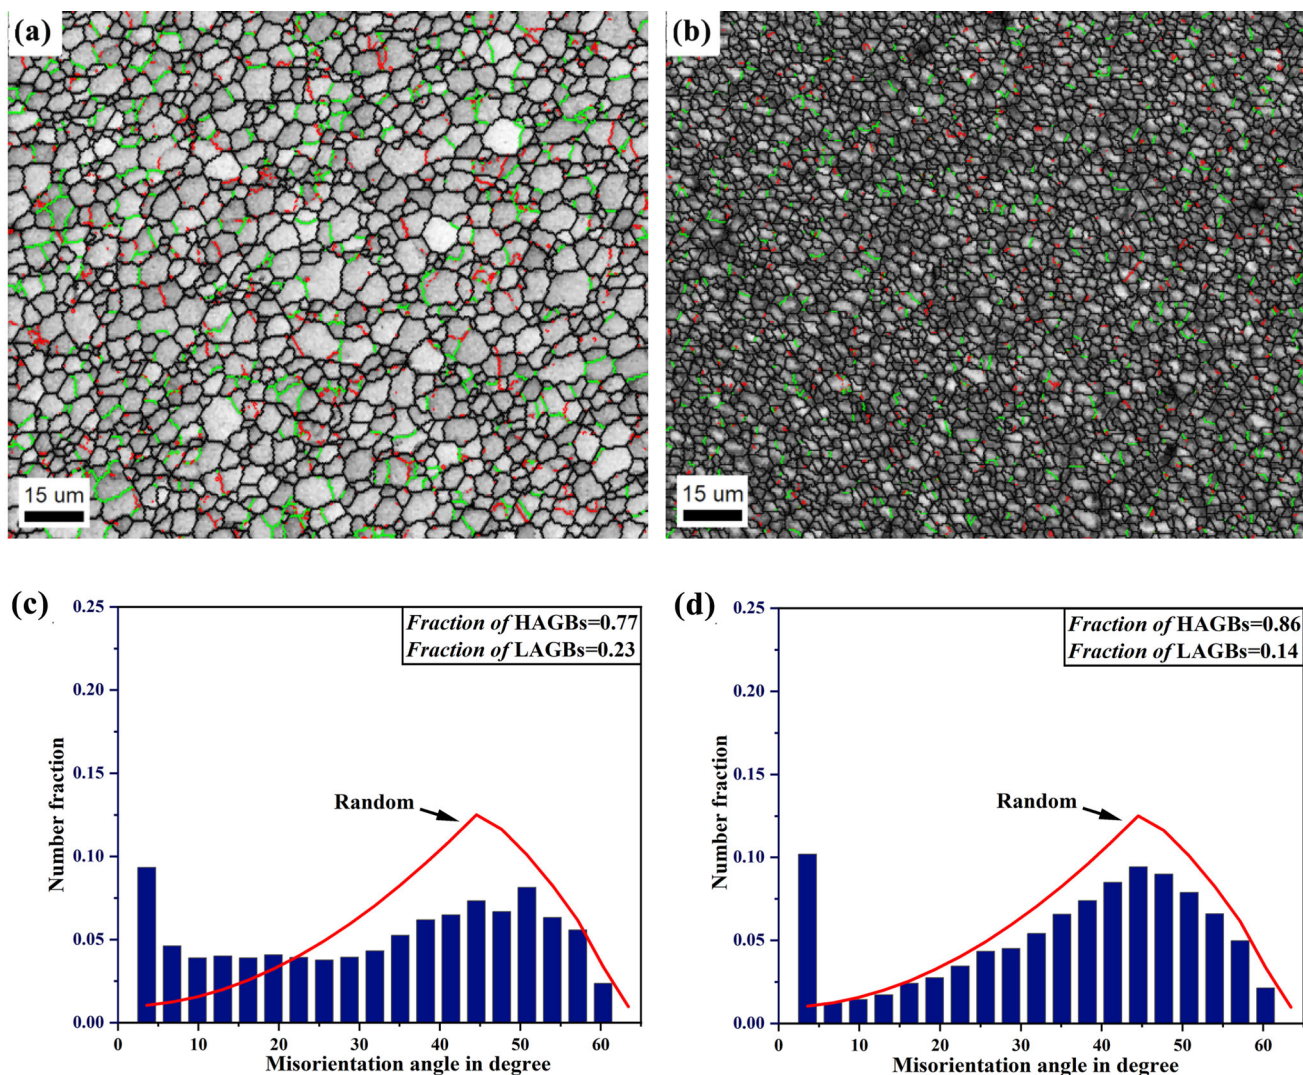 (a)
15 um
(b)
15 um
(c)
Fraction of HAGBs=0.77
Fraction of LAGBs=0.23
Random
Number fraction
0.25
0.20
0.15
0.10
0.05
0.00
0 10 20 30 40 50 60
Misorientation angle in degree
(d)
Fraction of HAGBs=0.86
Fraction of LAGBs=0.14
Random
Number fraction
0.25
0.20
0.15
0.10
0.05
0.00
0 10 20 30 40 50 60
Misorientation angle in degree